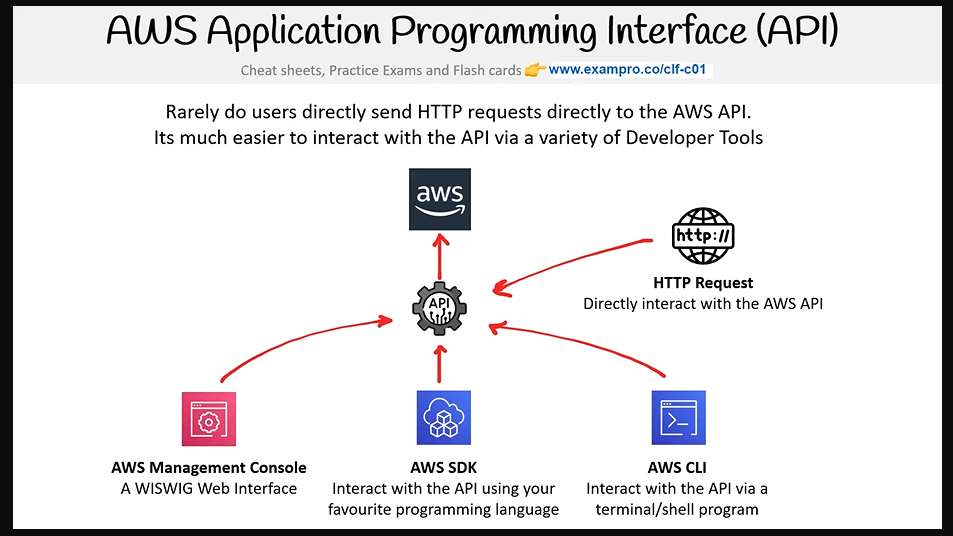 AWS Application Programming Interface (API)
Cheat sheets, Practice Exams and Flash cards 👉 www.exampro.co/clf-c01
Rarely do users directly send HTTP requests directly to the AWS API.
Its much easier to interact with the API via a variety of Developer Tools
aws
http://
HTTP Request
Directly interact with the AWS API
API
AWS Management Console
A WISWIG Web Interface
AWS SDK
Interact with the API using your
favourite programming language
AWS CLI
Interact with the API via a
terminal/shell program